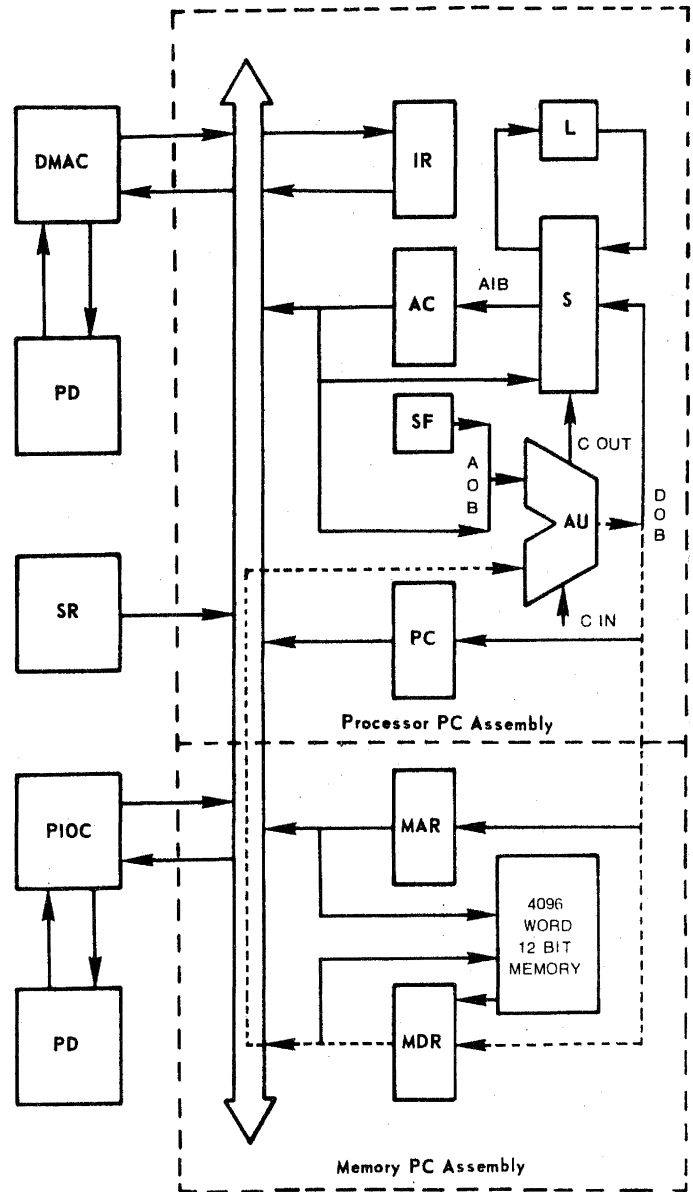 DMAC
IR
L
AC
AIB
S
PD
SF
A
O
B
C OUT
AU
D
O
B
SR
PC
C IN
Processor PC Assembly
PIOC
MAR
4096
WORD
12 BIT
MEMORY
PD
MDR
Memory PC Assembly